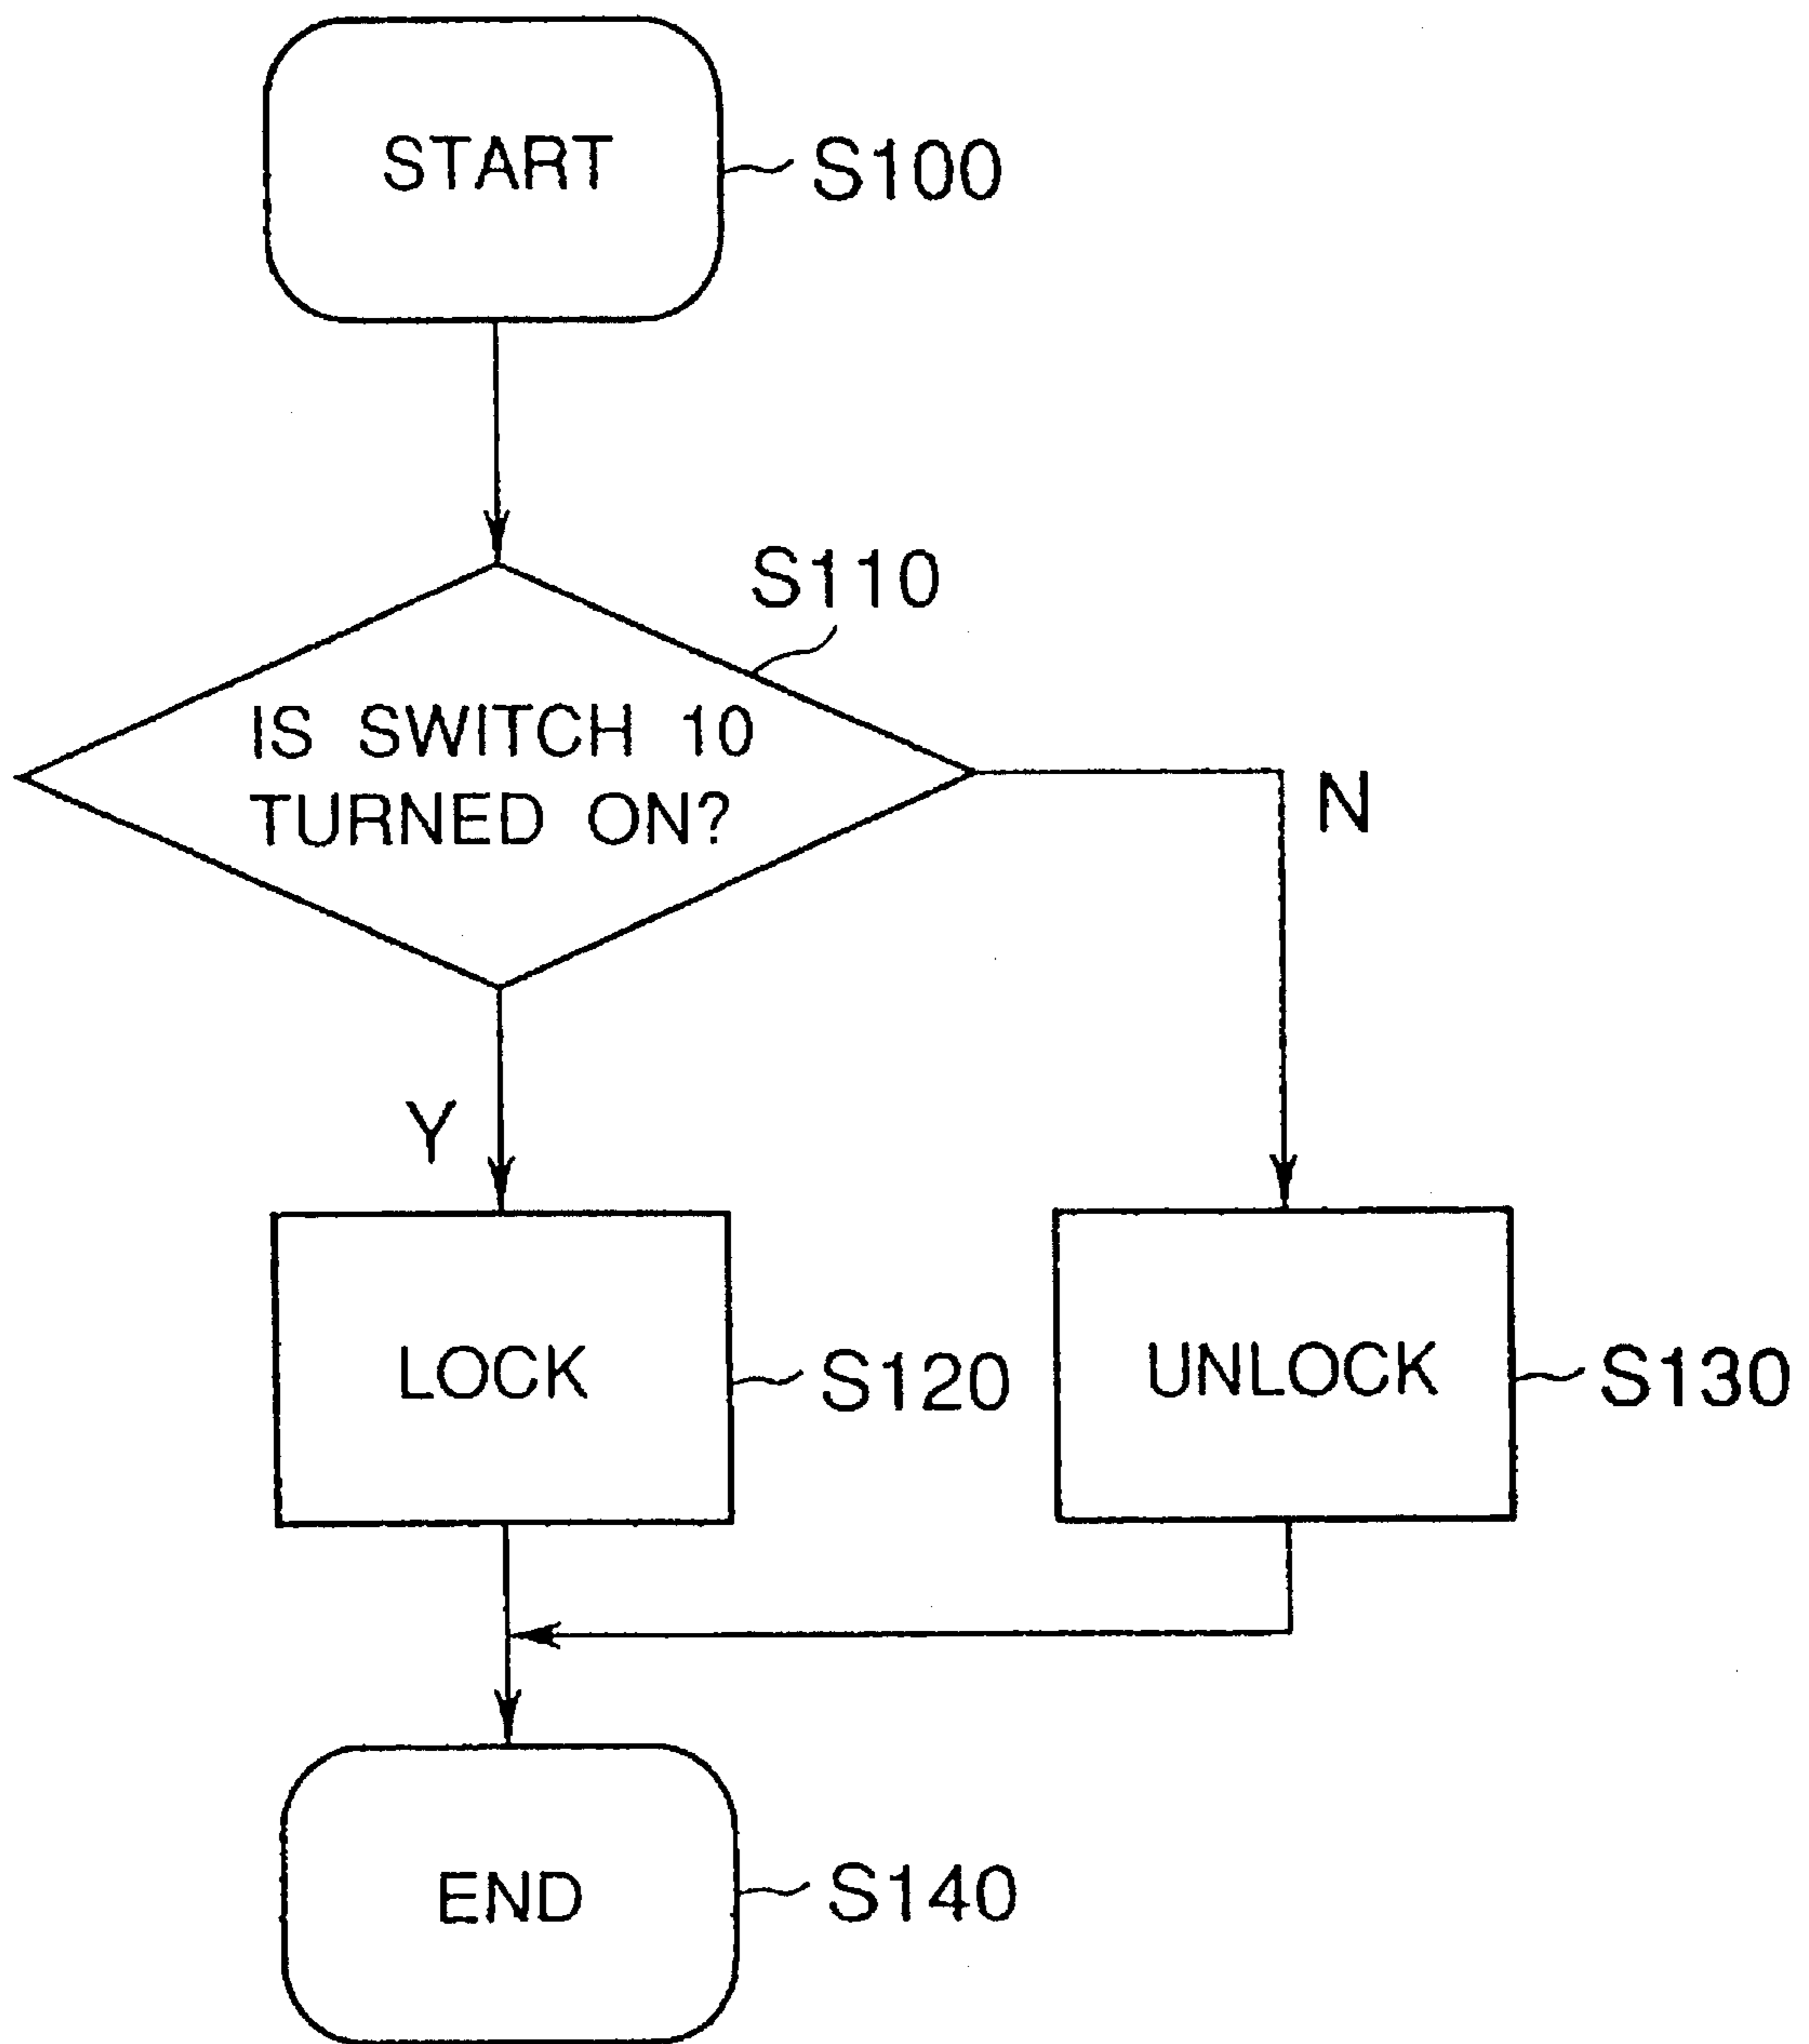 START
S100
S110
IS SWITCH 10
TURNED ON?
N
Y
LOCK
S120
UNLOCK
S130
END
S140